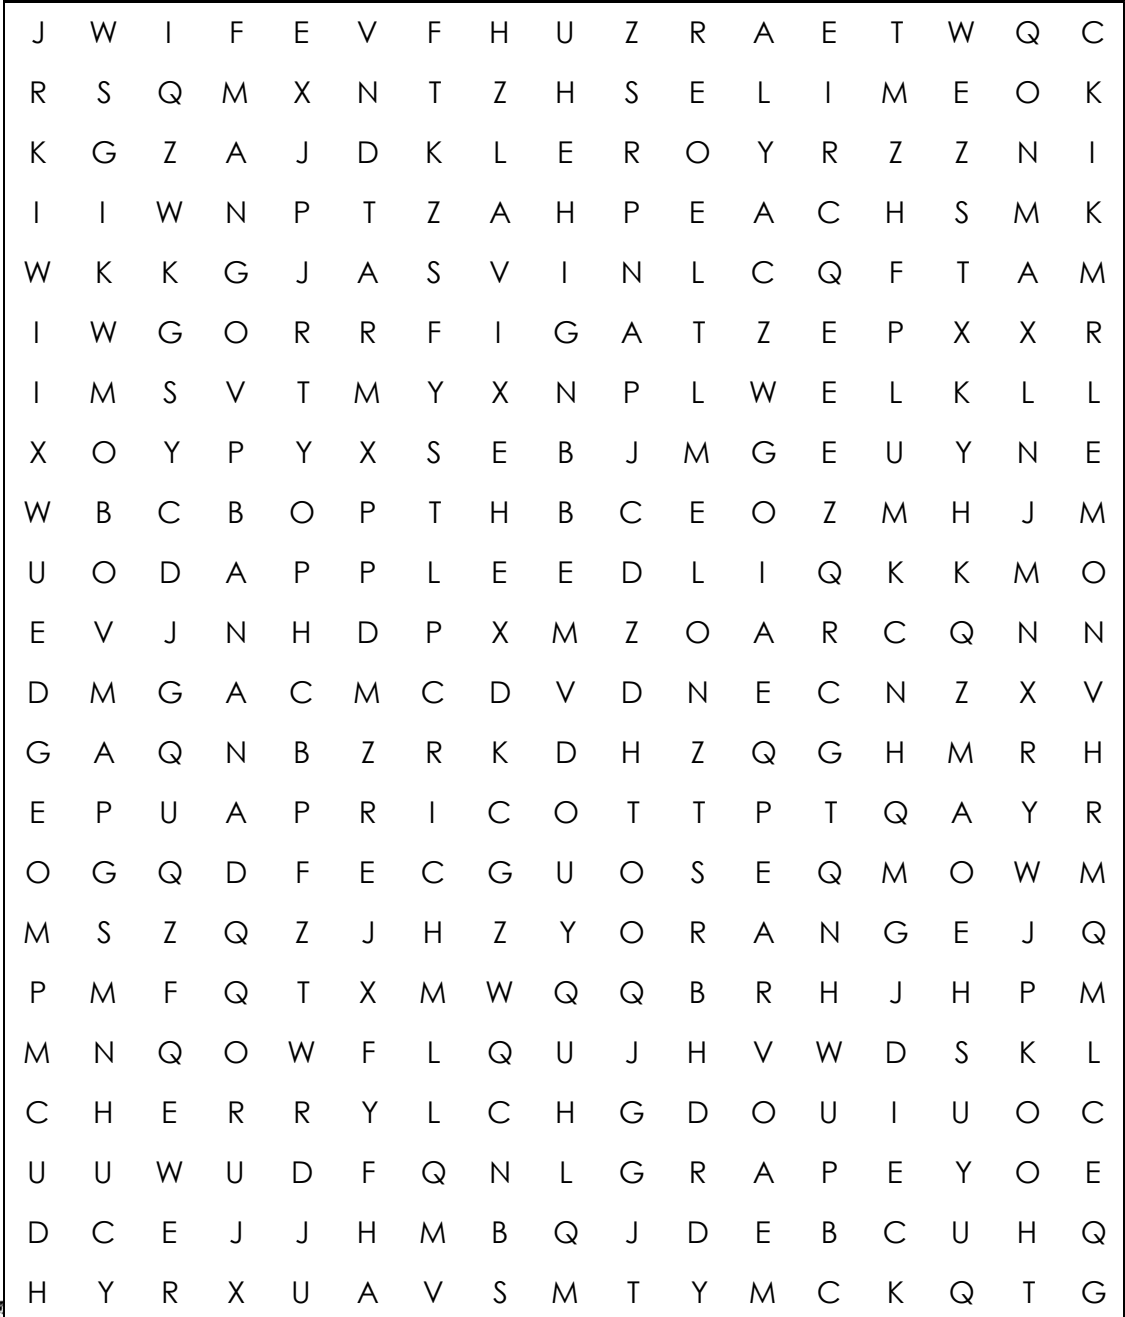 J W I F E V F H U Z R A E T W Q C
R S Q M X N T Z H S E L I M E O K
K G Z A J D K L E R O Y R Z Z N I
I I W N P T Z A H P E A C H S M K
W K K G J A S V I N L C Q F T A M
I W G O R R F I G A T Z E P X X R
I M S V T M Y X N P L W E L K L L
X O Y P Y X S E B J M G E U Y N E
W B C B O P T H B C E O Z M H J M
U O D A P P L E E D L I Q K K M O
E V J N H D P X M Z O A R C Q N N
D M G A C M C D V D N E C N Z X V
G A Q N B Z R K D H Z Q G H M R H
E P U A P R I C O T T P T Q A Y R
O G Q D F E C G U O S E Q M O W M
M S Z Q Z J H Z Y O R A N G E J Q
P M F Q T X M W Q Q B R H J H P M
M N Q O W F L Q U J H V W D S K L
C H E R R Y L C H G D O U I U O C
U U W U D F Q N L G R A P E Y O E
D C E J J H M B Q J D E B C U H Q
H Y R X U A V S M T Y M C K Q T G